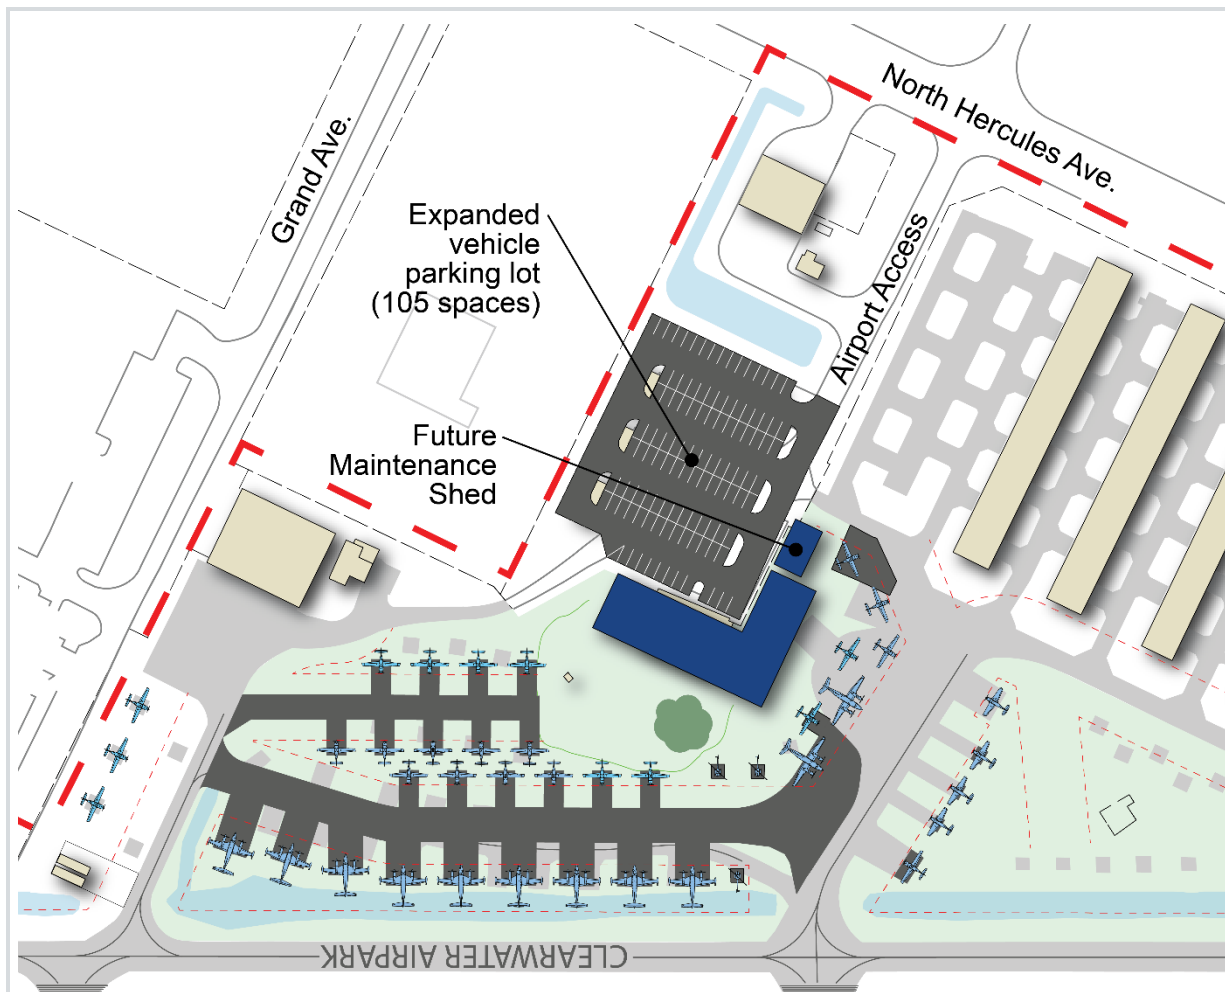 North Hercules Ave.
Grand Ave.
Expanded
vehicle
parking lot
(105 spaces)
Airport Access
Future
Maintenance
Shed
CLEARWATER AIRPARK